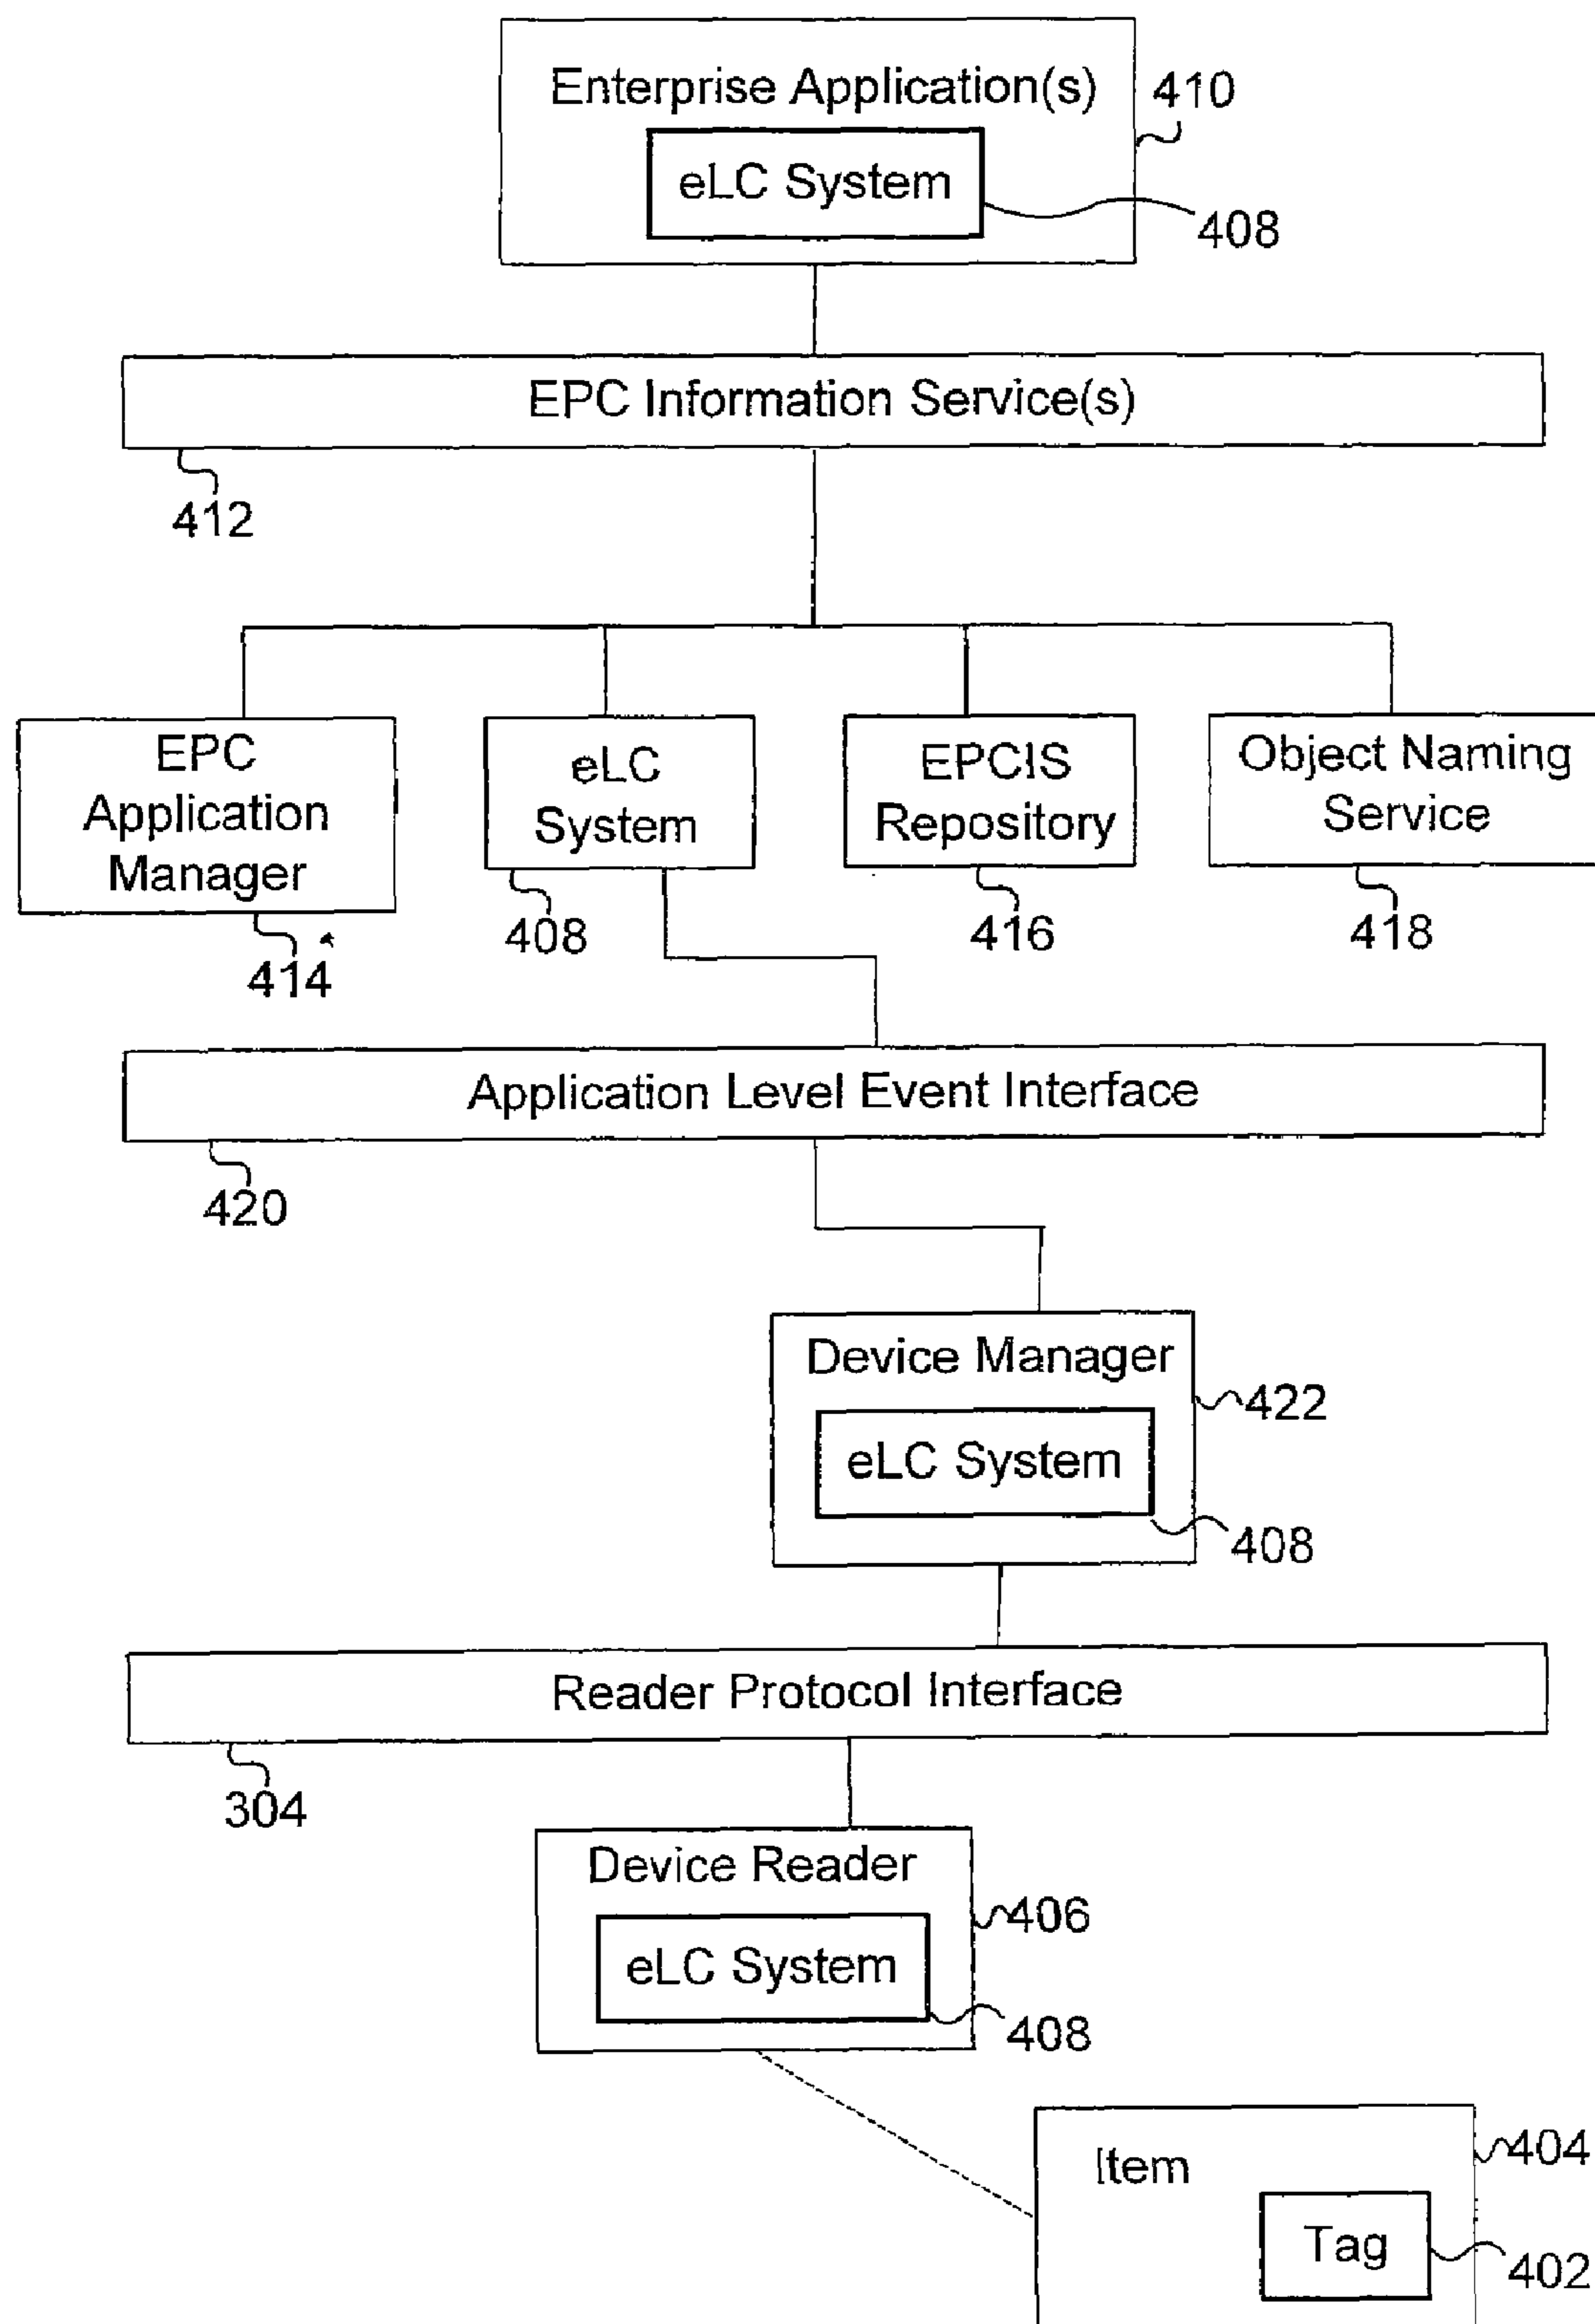 Enterprise Application(s)
410
eLC System
408
EPC Information Service(s)
412
EPC
Application
Manager
414
eLC
System
408
EPCIS
Repository
416
Object Naming
Service
418
Application Level Event Interface
420
Device Manager
422
eLC System
408
Reader Protocol Interface
304
Device Reader
406
eLC System
408
Item
404
Tag
402